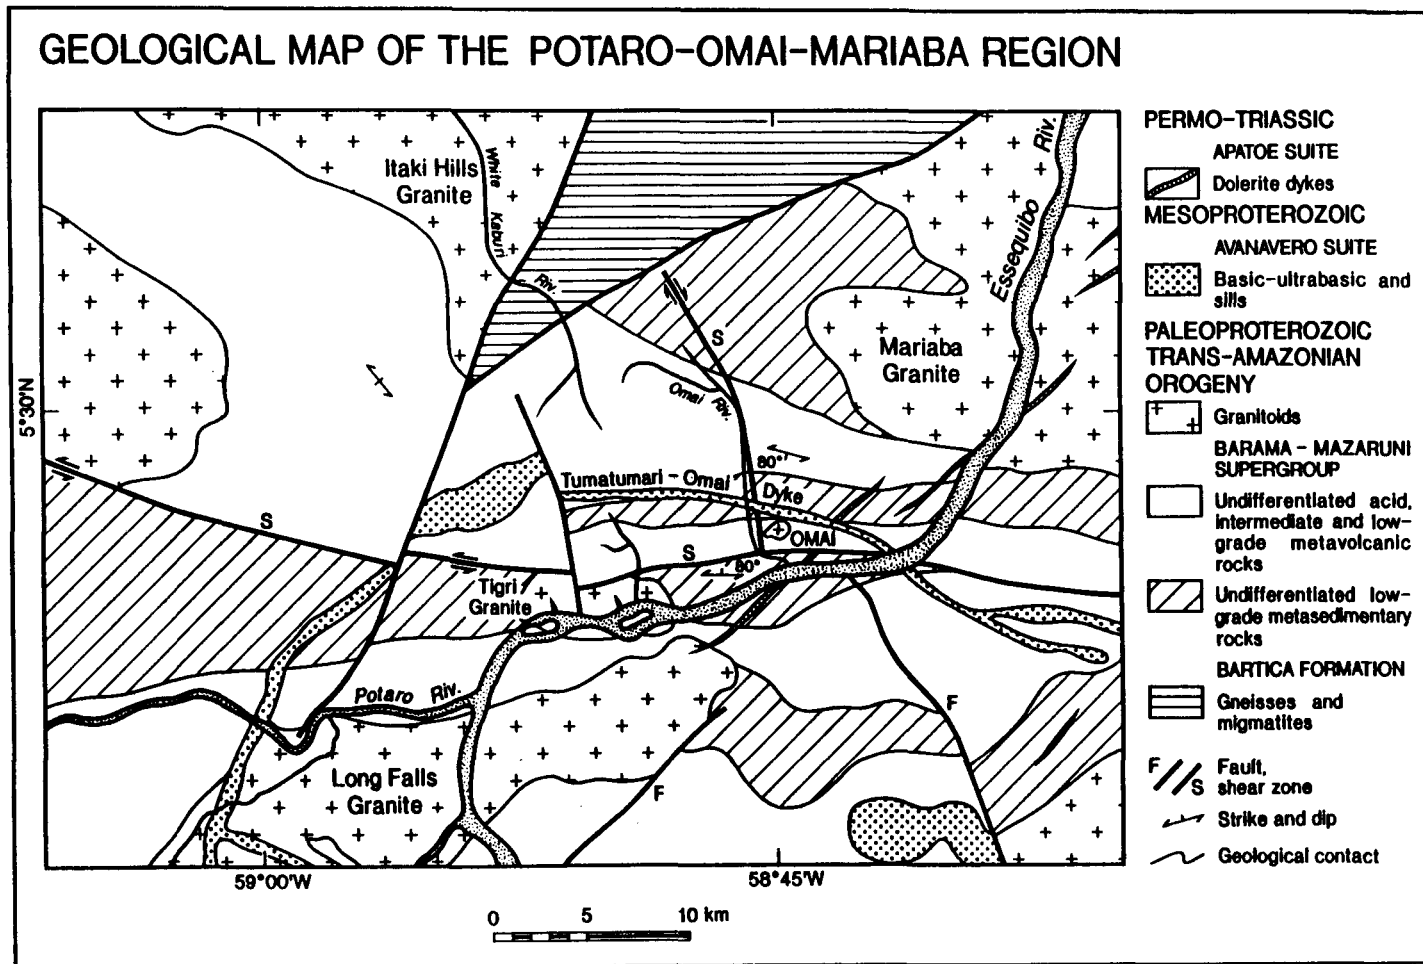 GEOLOGICAL MAP OF THE POTARO-OMAI-MARIABA REGION
PERMO-TRIASSIC
APATOE SUITE
Dolerite dykes
MESOPROTEROZOIC
AVANAVERO SUITE
Basic-ultrabasic and
sills
PALEOPROTEROZOIC
TRANS-AMAZONIAN
OROGENY
Granitoids
BARAMA - MAZARUNI
SUPERGROUP
Undifferentiated acid,
intermediate and low-
grade metavolcanic
rocks
Undifferentiated low-
grade metasedimentary
rocks
BARTICA FORMATION
Gneisses and
migmatites
F
S
Fault,
shear zone
Strike and dip
Geological contact
Itaki Hills
Granite
White Kaburi
Riv.
Essequibo
Riv.
Mariaba
Granite
S
Omai
Riv.
5°30'N
80°
Tumatumari - Omai
Dyke
S
OMAI
S
80°
Tigri
Granite
Potaro Riv.
F
Long Falls
Granite
F
59°00'W
58°45'W
0 5 10 km